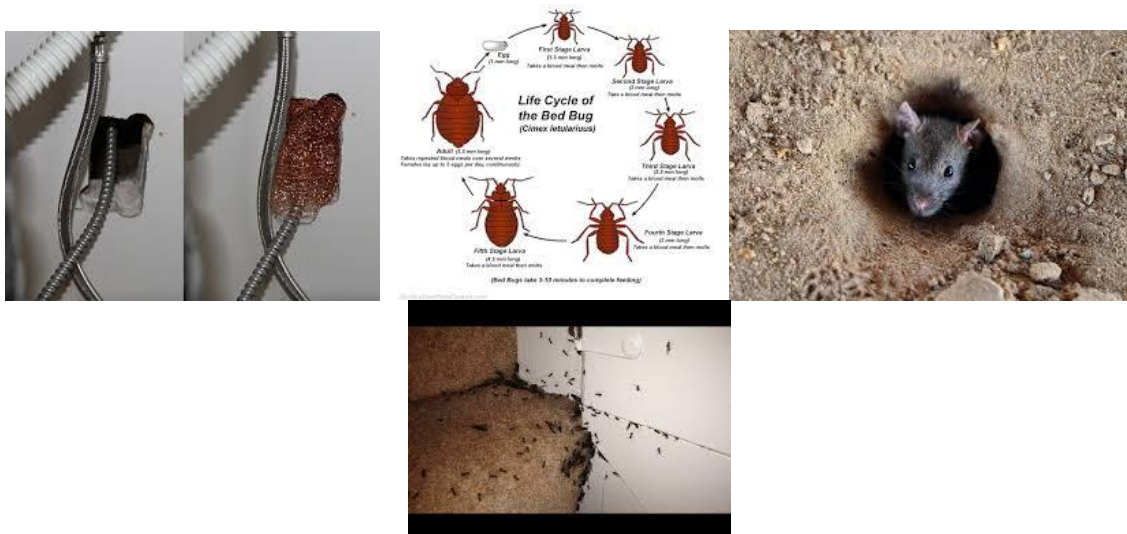 Egg
(1 mm long)
First Stage Larva
(1.5 mm long)
Takes a blood meal then molts
Second Stage Larva
(2 mm long)
Take a blood meal then molts
Life Cycle of
the Bed Bug
(Cimex letulariuus)
Third Stage Larva
(2.5 mm long)
Takes a blood meal then molts
Adult (5.5 mm long)
Takes repeated blood meals over several weeks
Females lay up to 5 eggs per day, continuously
Fourth Stage Larva
(3 mm long)
Takes a blood meal then molts
Fifth Stage Larva
(4.5 mm long)
Takes a blood meal then molts
(Bed Bugs take 3-10 minutes to complete feeding)